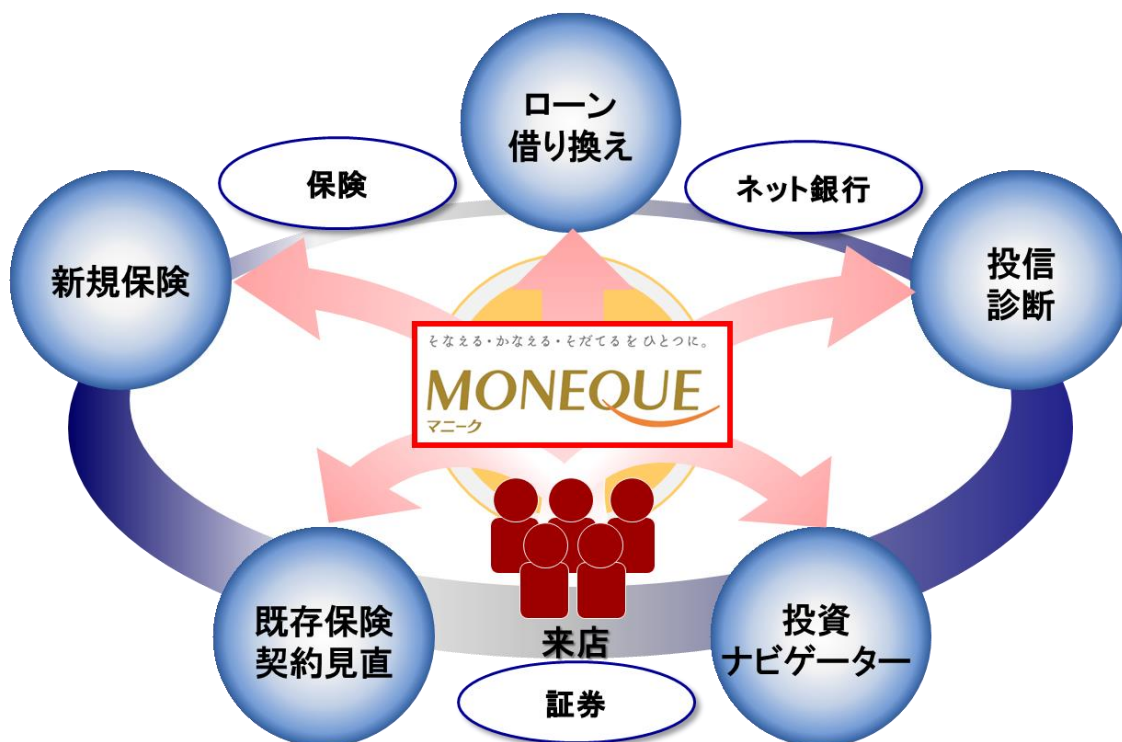 ローン
借り換え
保険
ネット銀行
新規保険
投信
診断
そなえる・かなえる・そだてるをひとつに。
MONEQUE
マニーク
既存保険
契約見直
来店
投資
ナビゲーター
証券